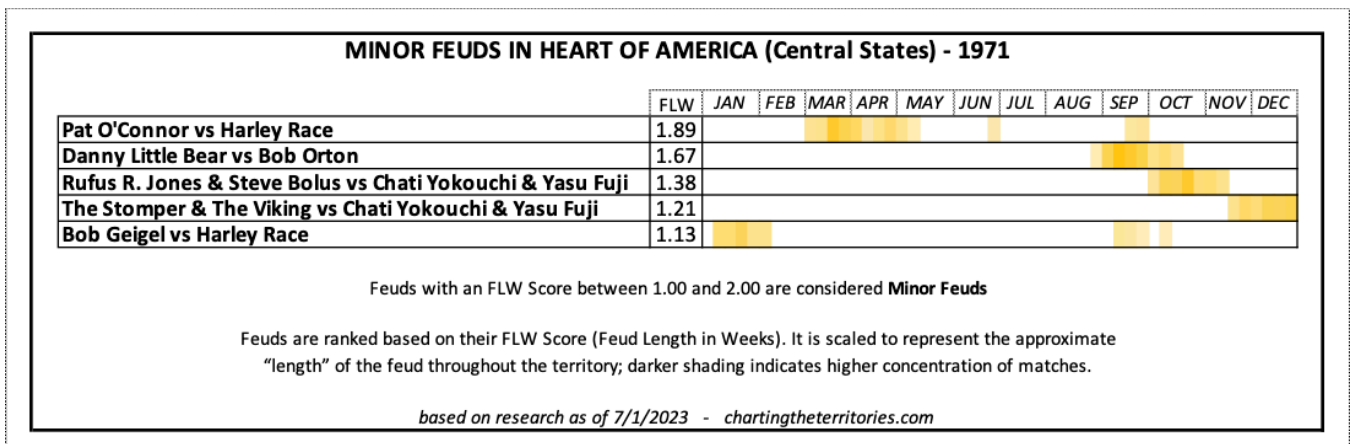 MINOR FEUDS IN HEART OF AMERICA (Central States) - 1971
FLW JAN FEB MAR APR MAY JUN JUL AUG SEP OCT NOV DEC
Pat O'Connor vs Harley Race 1.89
Danny Little Bear vs Bob Orton 1.67
Rufus R. Jones & Steve Bolus vs Chati Yokouchi & Yasu Fuji 1.38
The Stomper & The Viking vs Chati Yokouchi & Yasu Fuji 1.21
Bob Geigel vs Harley Race 1.13
Feuds with an FLW Score between 1.00 and 2.00 are considered Minor Feuds
Feuds are ranked based on their FLW Score (Feud Length in Weeks). It is scaled to represent the approximate
“length” of the feud throughout the territory; darker shading indicates higher concentration of matches.
based on research as of 7/1/2023 - chartingtheterritories.com